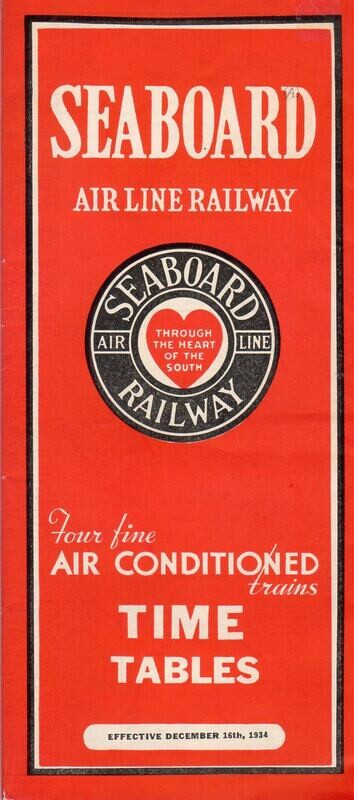 SEABOARD
AIR LINE RAILWAY
SEABOARD
AIR
LINE
THROUGH
THE HEART
OF THE
SOUTH
RAILWAY
Four fine
AIR CONDITIONED
trains
TIME
TABLES
EFFECTIVE DECEMBER 16th, 1934